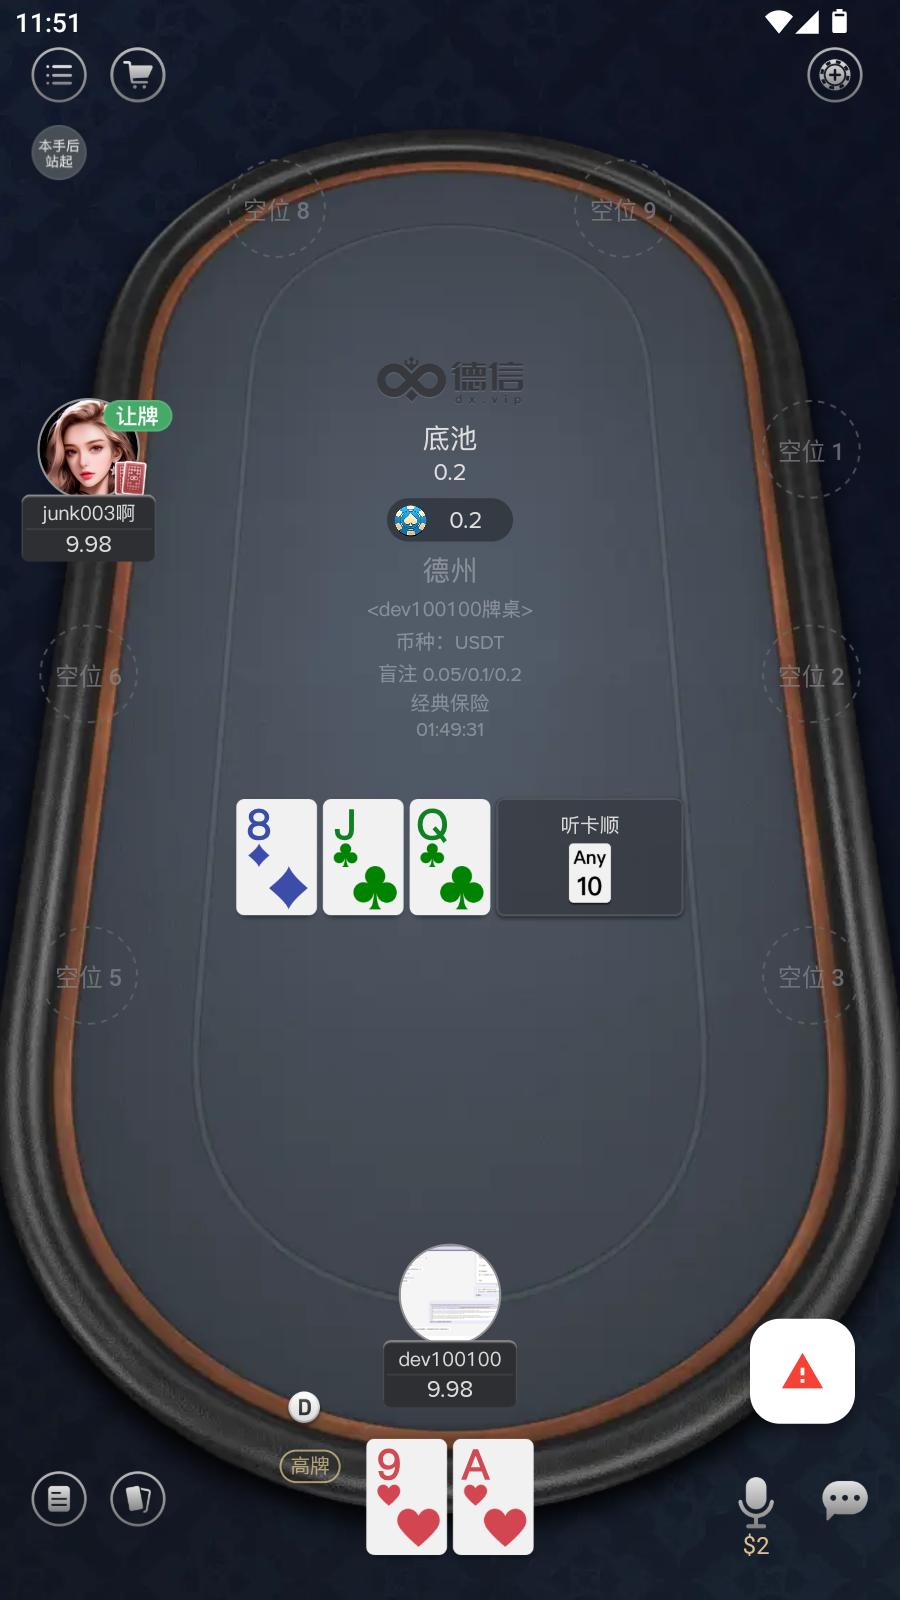 11:51
本手后
站起
空位 8
空位 9
德信
dx.vip
让牌
底池
0.2
空位 1
0.2
junk003啊
9.98
德州
<dev100100牌桌>
币种：USDT
空位 6
盲注 0.05/0.1/0.2
空位 2
经典保险
01:49:31
8
J
Q
听卡顺
Any
10
空位 5
空位 3
dev100100
9.98
D
高牌
9
A
$2